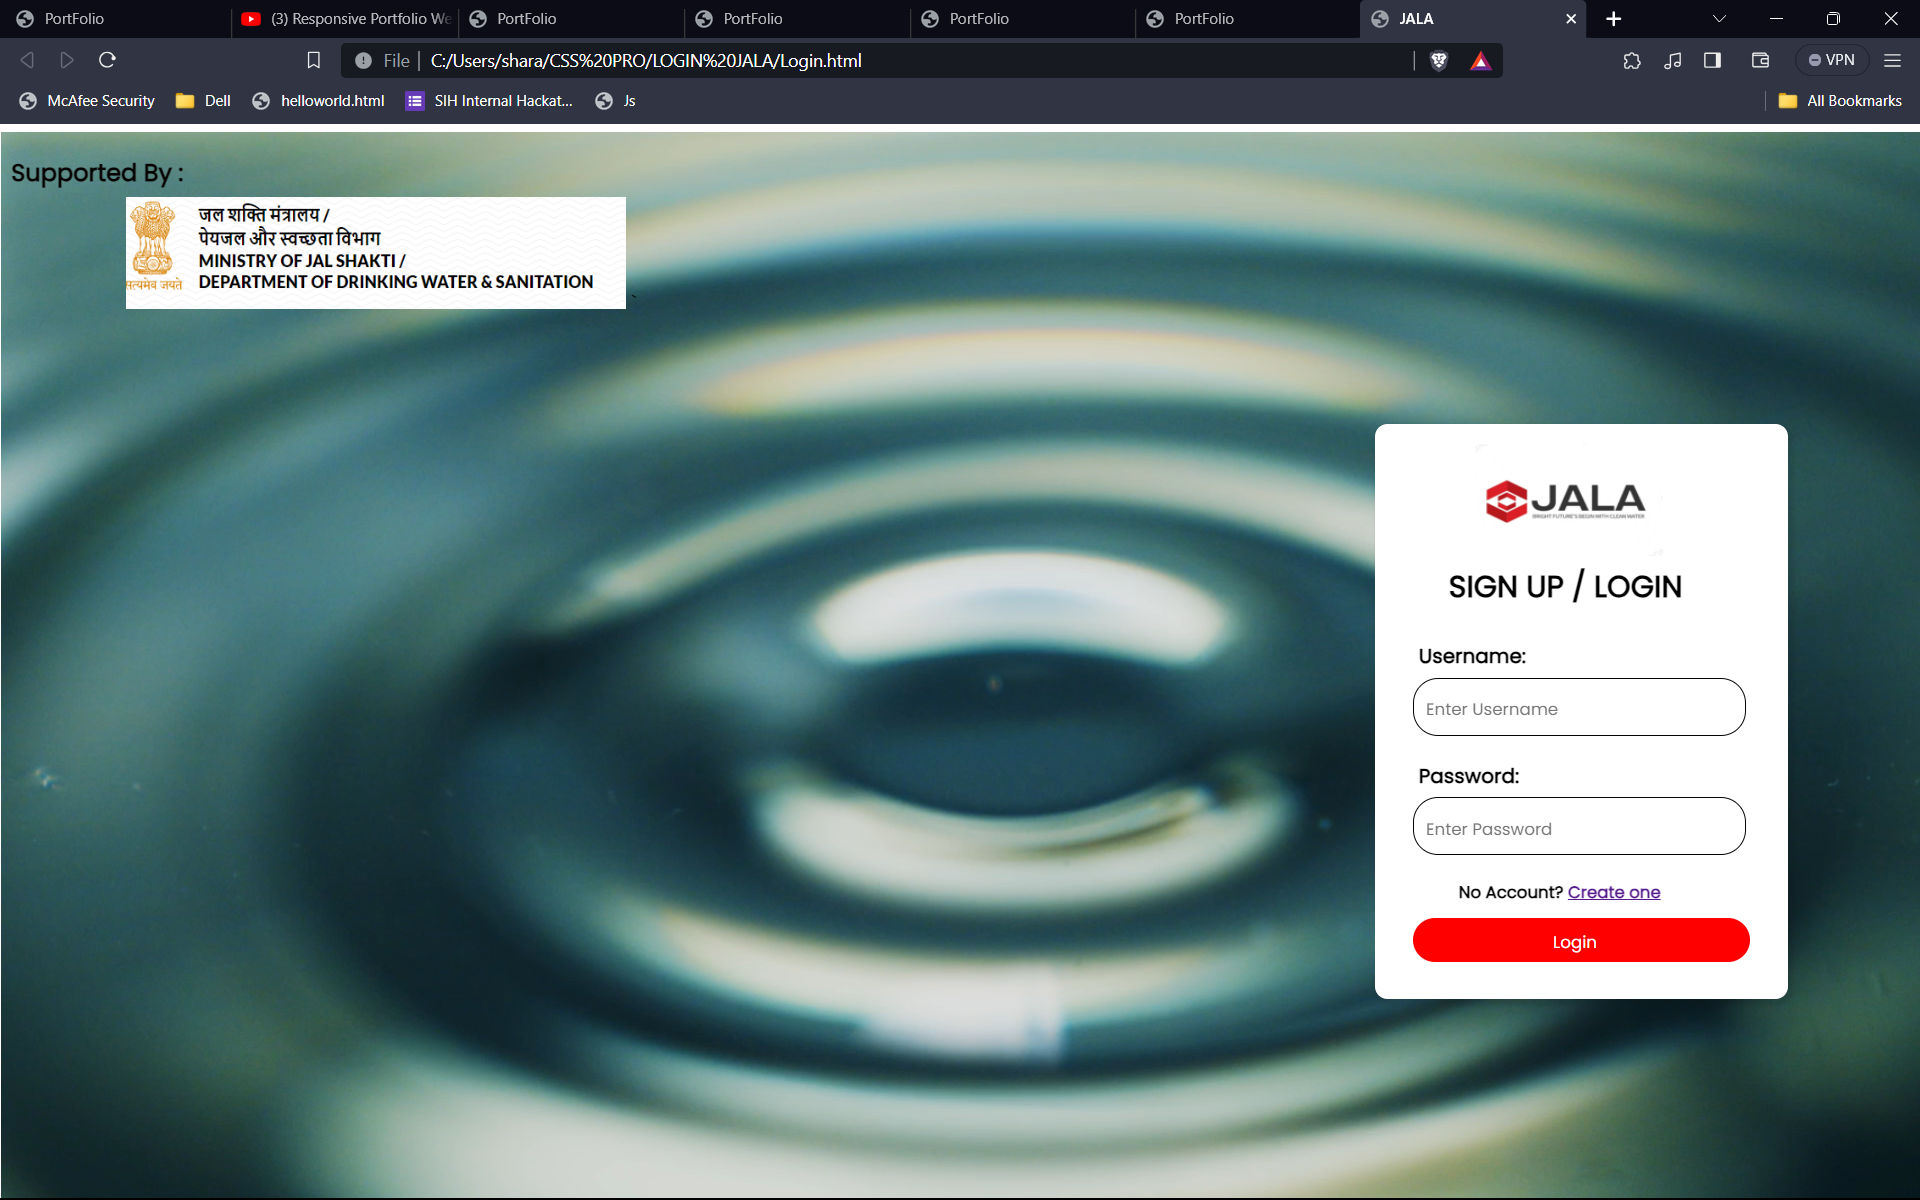 PortFolio
(3) Responsive Portfolio We
PortFolio
PortFolio
PortFolio
PortFolio
JALA
File
C:/Users/shara/CSS%20PRO/LOGIN%20JALA/Login.html
VPN
McAfee Security
Dell
helloworld.html
SIH Internal Hackat...
Js
All Bookmarks
Supported By :
जल शक्ति मंत्रालय /
पेयजल और स्वच्छता विभाग
MINISTRY OF JAL SHAKTI /
DEPARTMENT OF DRINKING WATER & SANITATION
सत्यमेव जयते
JALA
BRIGHT FUTURE'S BEGIN WITH CLEAN WATER
SIGN UP / LOGIN
Username:
Enter Username
Password:
Enter Password
No Account? Create one
Login